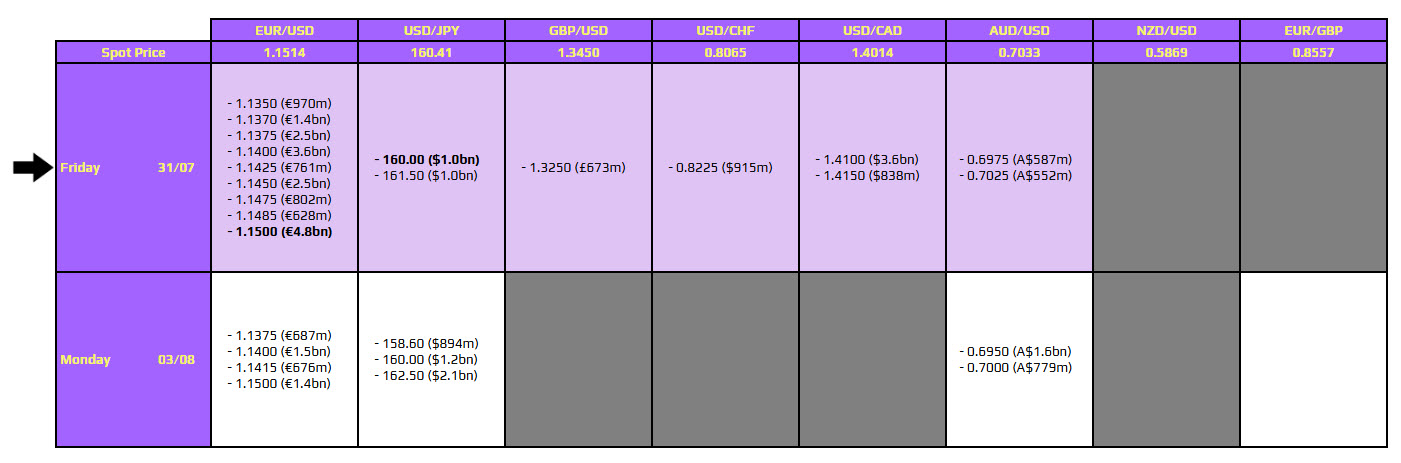 EUR/USD USD/JPY GBP/USD USD/CHF USD/CAD AUD/USD NZD/USD EUR/GBP
Spot Price 1.1514 160.41 1.3450 0.8065 1.4014 0.7033 0.5869 0.8557
Friday 31/07
- 1.1350 (€970m)
- 1.1370 (€1.4bn)
- 1.1375 (€2.5bn)
- 1.1400 (€3.6bn)
- 1.1425 (€761m)
- 1.1450 (€2.5bn)
- 1.1475 (€802m)
- 1.1485 (€628m)
- 1.1500 (€4.8bn)
- 160.00 ($1.0bn)
- 161.50 ($1.0bn)
- 1.3250 (£673m)
- 0.8225 ($915m)
- 1.4100 ($3.6bn)
- 1.4150 ($838m)
- 0.6975 (A$587m)
- 0.7025 (A$552m)
Monday 03/08
- 1.1375 (€687m)
- 1.1400 (€1.5bn)
- 1.1415 (€676m)
- 1.1500 (€1.4bn)
- 158.60 ($894m)
- 160.00 ($1.2bn)
- 162.50 ($2.1bn)
- 0.6950 (A$1.6bn)
- 0.7000 (A$779m)